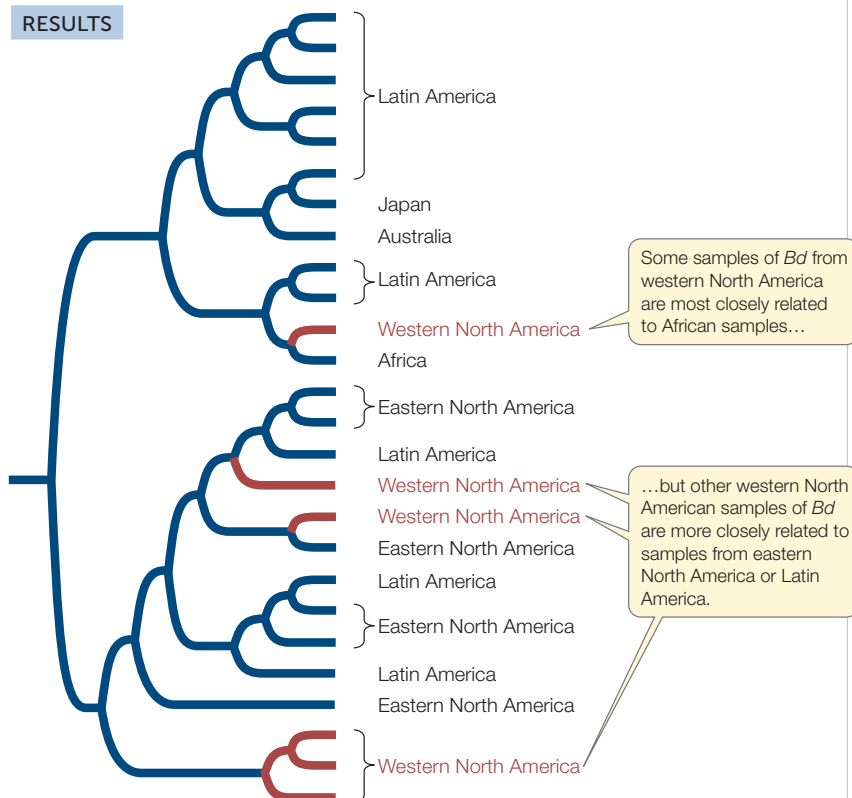 RESULTS
Latin America
Japan
Australia
Latin America
Western North America
Africa
Some samples of Bd from
western North America
are most closely related
to African samples…
Eastern North America
Latin America
Western North America
Western North America
Eastern North America
…but other western North
American samples of Bd
are more closely related to
samples from eastern
North America or Latin
America.
Latin America
Eastern North America
Latin America
Eastern North America
Western North America